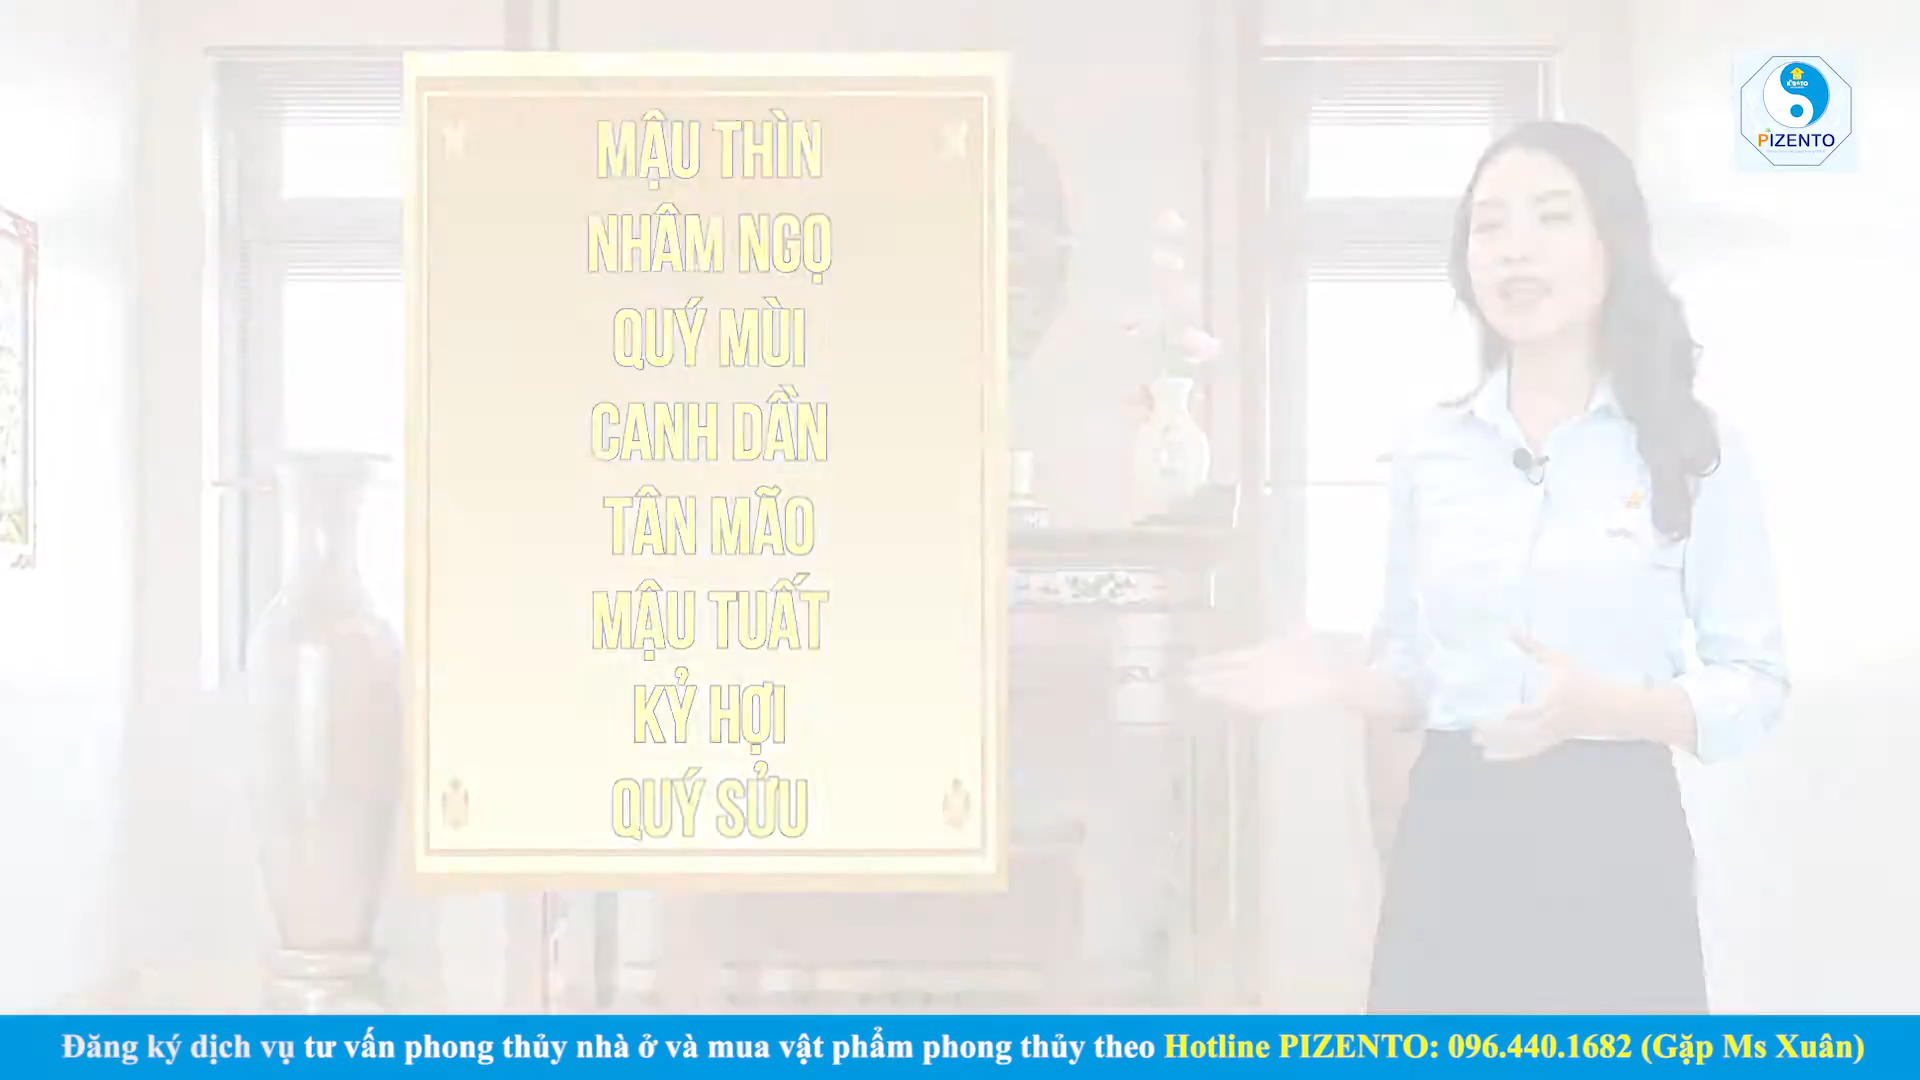 MẬU THÌN
NHÂM NGỌ
QUÝ MÙI
CANH DẦN
TÂN MÃO
MẬU TUẤT
KỶ HỢI
QUÝ SỬU
PIZENTO
Đăng ký dịch vụ tư vấn phong thủy nhà ở và mua vật phẩm phong thủy theo Hotline PIZENTO: 096.440.1682 (Gặp Ms Xuân)